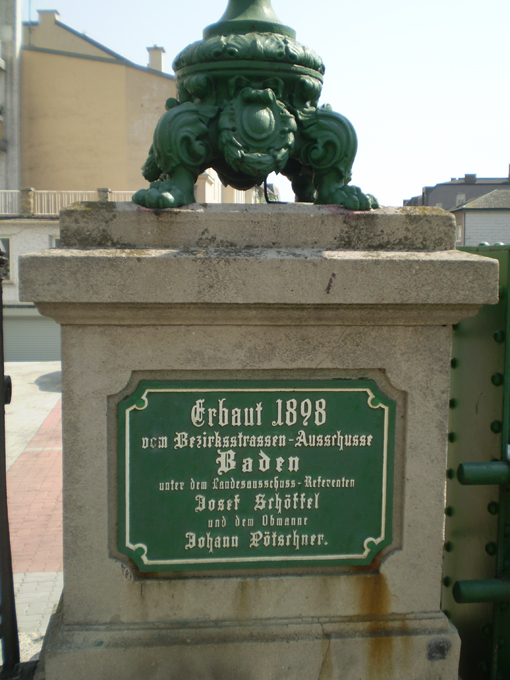 Erbaut 1898
vom Bezirksstrassen-Ausschusse
Baden
unter dem Landesausschuss-Referenten
Josef Schöffel
und dem Obmanne
Johann Pötschner.